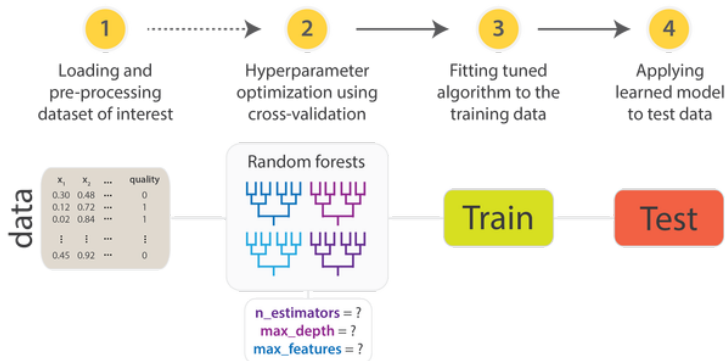 1
2
3
4
Loading and
pre-processing
dataset of interest
Hyperparameter
optimization using
cross-validation
Fitting tuned
algorithm to the
training data
Applying
learned model
to test data
data
x₁ x₂ ... quality
0.30 0.48 ... 0
0.12 0.72 ... 1
0.02 0.84 ... 1
⋮ ⋮ ... ⋮
0.45 0.92 ... 0
Random forests
n_estimators = ?
max_depth = ?
max_features = ?
Train
Test